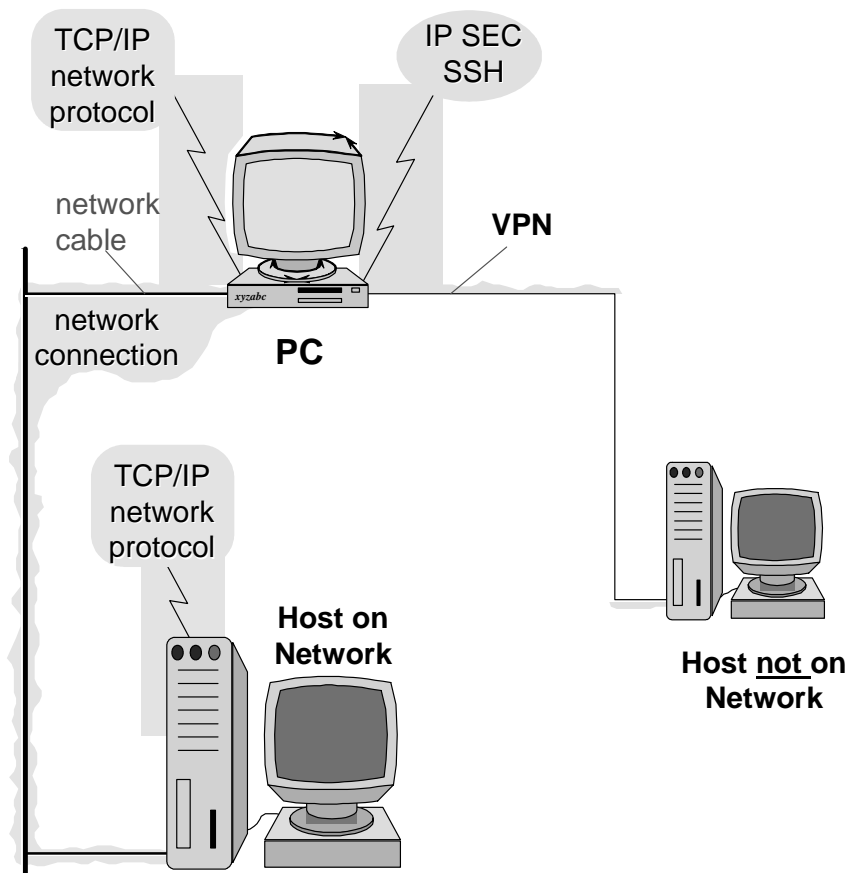 TCP/IP
network
protocol
IP SEC
SSH
network
cable
VPN
xyzabc
network
connection
PC
TCP/IP
network
protocol
Host on
Network
Host not on
Network